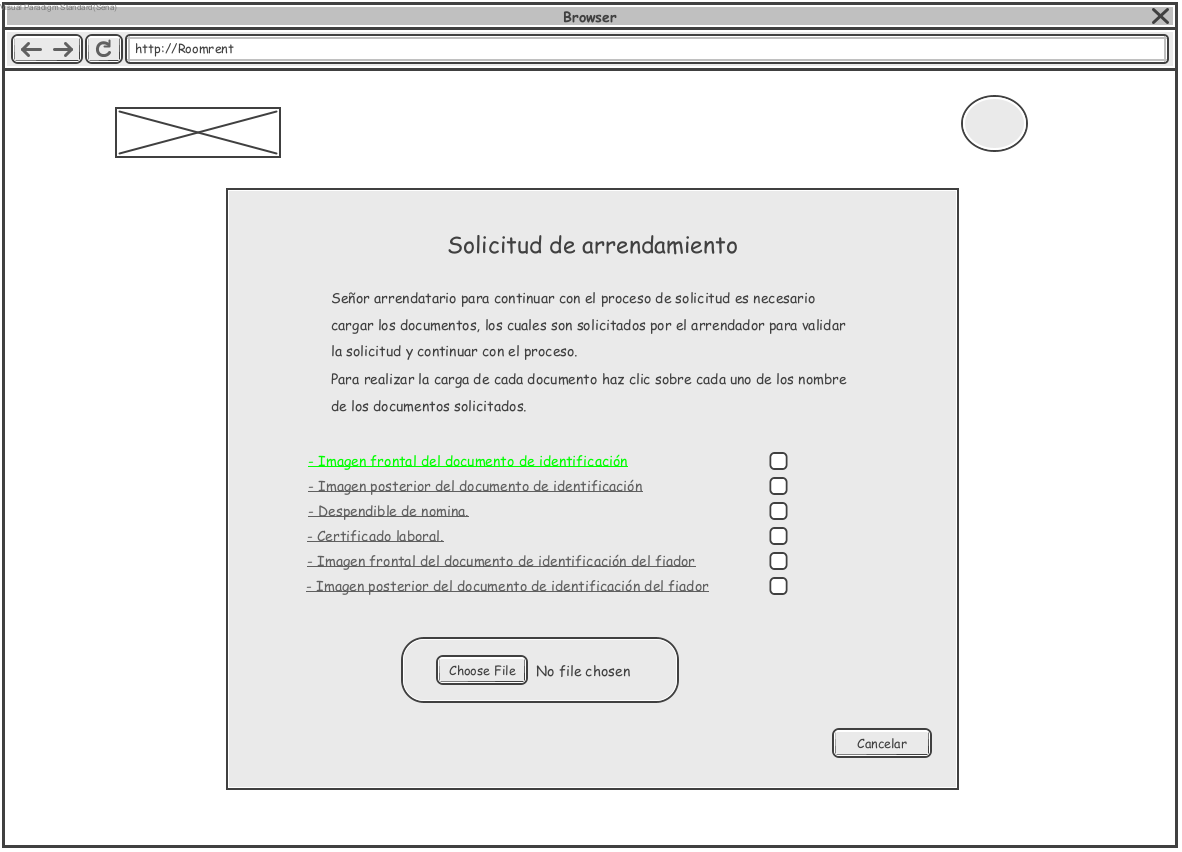 Visual Paradigm Standard(Sena)
Browser
http://Roomrent
Solicitud de arrendamiento
Señor arrendatario para continuar con el proceso de solicitud es necesario
cargar los documentos, los cuales son solicitados por el arrendador para validar
la solicitud y continuar con el proceso.
Para realizar la carga de cada documento haz clic sobre cada uno de los nombre
de los documentos solicitados.
- Imagen frontal del documento de identificación
- Imagen posterior del documento de identificación
- Despendible de nomina.
- Certificado laboral.
- Imagen frontal del documento de identificación del fiador
- Imagen posterior del documento de identificación del fiador
Choose File No file chosen
Cancelar